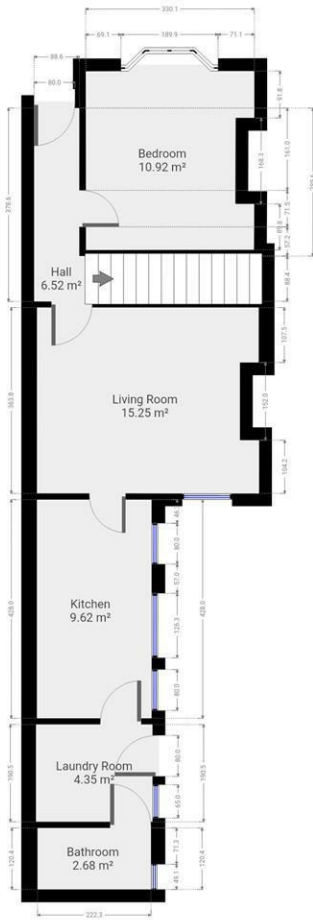 330.1
88.6
69.1
189.9
71.1
80.0
91.8
Bedroom
10.92 m²
168.3
161.0
378.6
71.5
57.2
Hall
6.52 m²
88.4
107.5
363.8
Living Room
15.25 m²
152.0
104.2
80.0
57.0
Kitchen
9.62 m²
428.0
126.3
428.0
80.0
Laundry Room
4.35 m²
190.5
80.0
190.5
65.0
Bathroom
2.68 m²
120.4
71.3
120.4
49.1
222.3